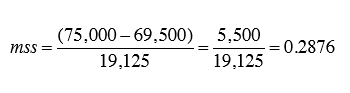 mss = (75,000 – 69,500) / 19,125 = 5,500 / 19,125 = 0.2876